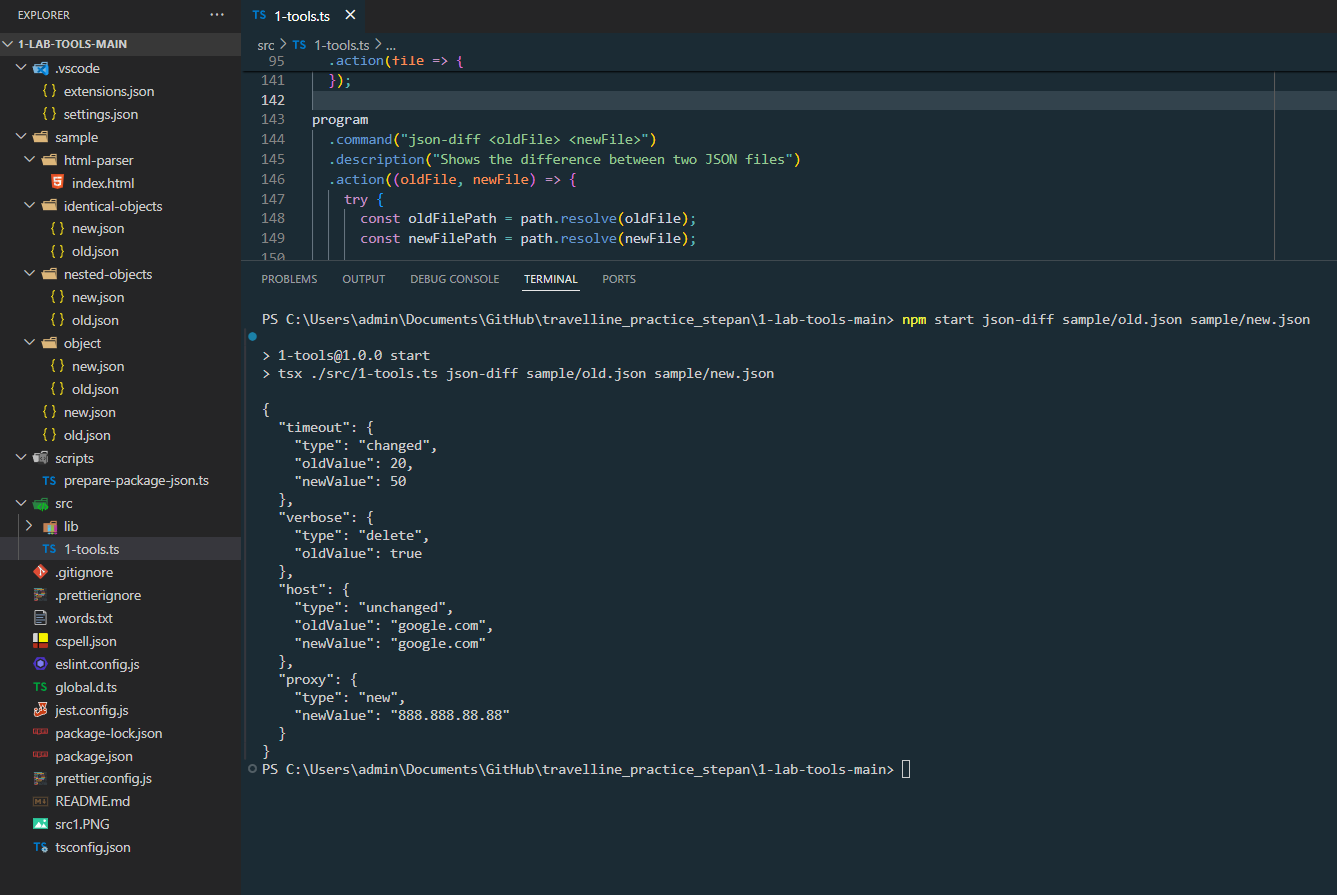 EXPLORER
1-LAB-TOOLS-MAIN
.vscode
{ } extensions.json
{ } settings.json
sample
html-parser
index.html
identical-objects
{ } new.json
{ } old.json
nested-objects
{ } new.json
{ } old.json
object
{ } new.json
{ } old.json
{ } new.json
{ } old.json
scripts
TS prepare-package-json.ts
src
lib
TS 1-tools.ts
.gitignore
.prettierignore
.words.txt
cspell.json
eslint.config.js
TS global.d.ts
jest.config.js
package-lock.json
package.json
prettier.config.js
README.md
src1.PNG
TS tsconfig.json
TS 1-tools.ts
src > TS 1-tools.ts > ...
95 .action(file => {
141 });
142
143 program
144 .command("json-diff <oldFile> <newFile>")
145 .description("Shows the difference between two JSON files")
146 .action((oldFile, newFile) => {
147 try {
148 const oldFilePath = path.resolve(oldFile);
149 const newFilePath = path.resolve(newFile);
150
PROBLEMS OUTPUT DEBUG CONSOLE TERMINAL PORTS
PS C:\Users\admin\Documents\GitHub\travelline_practice_stepan\1-lab-tools-main> npm start json-diff sample/old.json sample/new.json
> 1-tools@1.0.0 start
> tsx ./src/1-tools.ts json-diff sample/old.json sample/new.json
{
"timeout": {
"type": "changed",
"oldValue": 20,
"newValue": 50
},
"verbose": {
"type": "delete",
"oldValue": true
},
"host": {
"type": "unchanged",
"oldValue": "google.com",
"newValue": "google.com"
},
"proxy": {
"type": "new",
"newValue": "888.888.88.88"
}
}
PS C:\Users\admin\Documents\GitHub\travelline_practice_stepan\1-lab-tools-main>